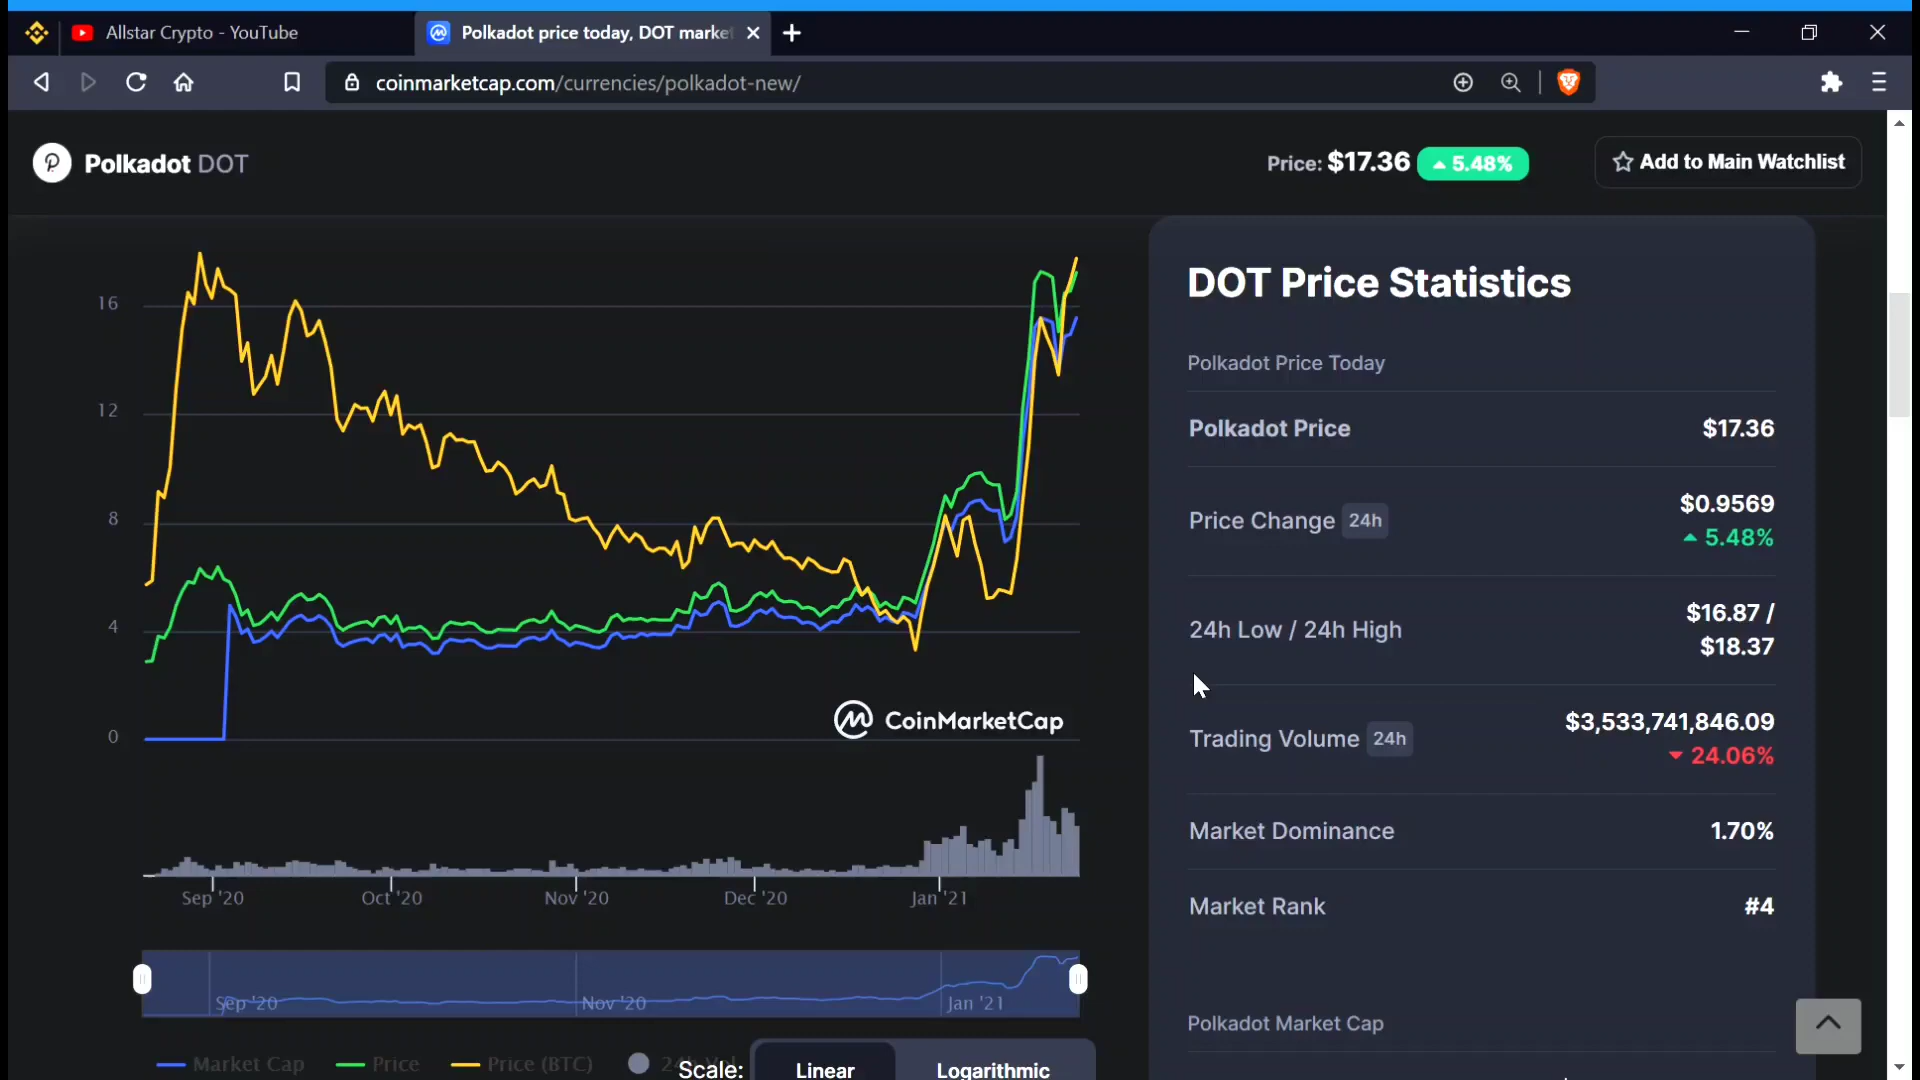 Allstar Crypto - YouTube
Polkadot price today, DOT marke
coinmarketcap.com/currencies/polkadot-new/
Polkadot DOT
Price: $17.36 5.48%
Add to Main Watchlist
16
12
8
4
0
CoinMarketCap
Sep '20 Oct '20 Nov '20 Dec '20 Jan '21
Sep '20 Nov '20 Jan '21
Market Cap Price Price (BTC)
Scale: Linear Logarithmic
DOT Price Statistics
Polkadot Price Today
Polkadot Price $17.36
Price Change 24h $0.9569
5.48%
24h Low / 24h High $16.87 /
$18.37
Trading Volume 24h $3,533,741,846.09
24.06%
Market Dominance 1.70%
Market Rank #4
Polkadot Market Cap